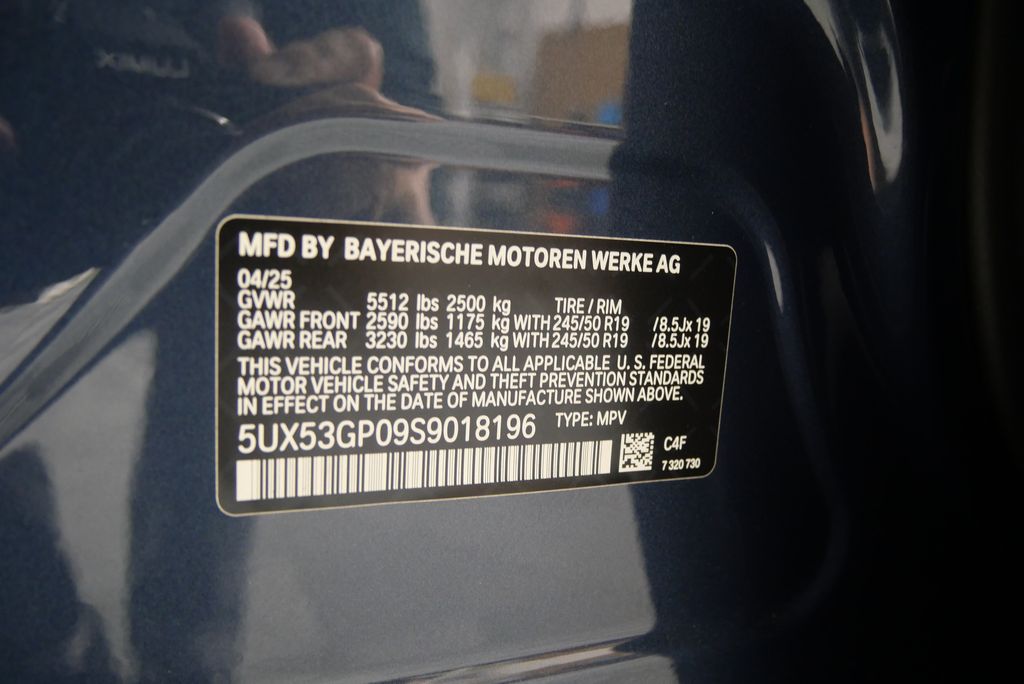 MFD BY BAYERISCHE MOTOREN WERKE AG
04/25
GVWR 5512 lbs 2500 kg TIRE / RIM
GAWR FRONT 2590 lbs 1175 kg WITH 245/50 R19 /8.5Jx 19
GAWR REAR 3230 lbs 1465 kg WITH 245/50 R19 /8.5Jx 19
THIS VEHICLE CONFORMS TO ALL APPLICABLE U. S. FEDERAL
MOTOR VEHICLE SAFETY AND THEFT PREVENTION STANDARDS
IN EFFECT ON THE DATE OF MANUFACTURE SHOWN ABOVE.
5UX53GP09S9018196 TYPE: MPV
C4F
7 320 730